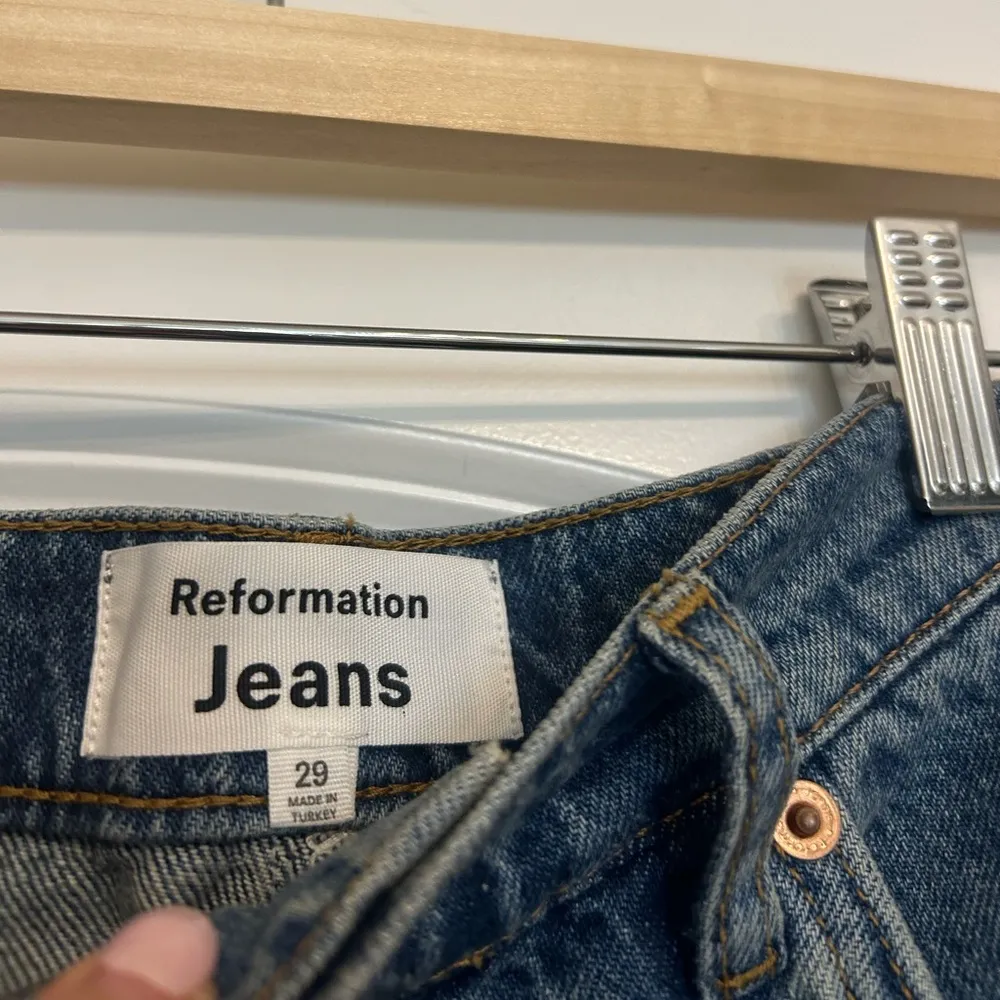 Reformation
Jeans
29
MADE IN
TURKEY